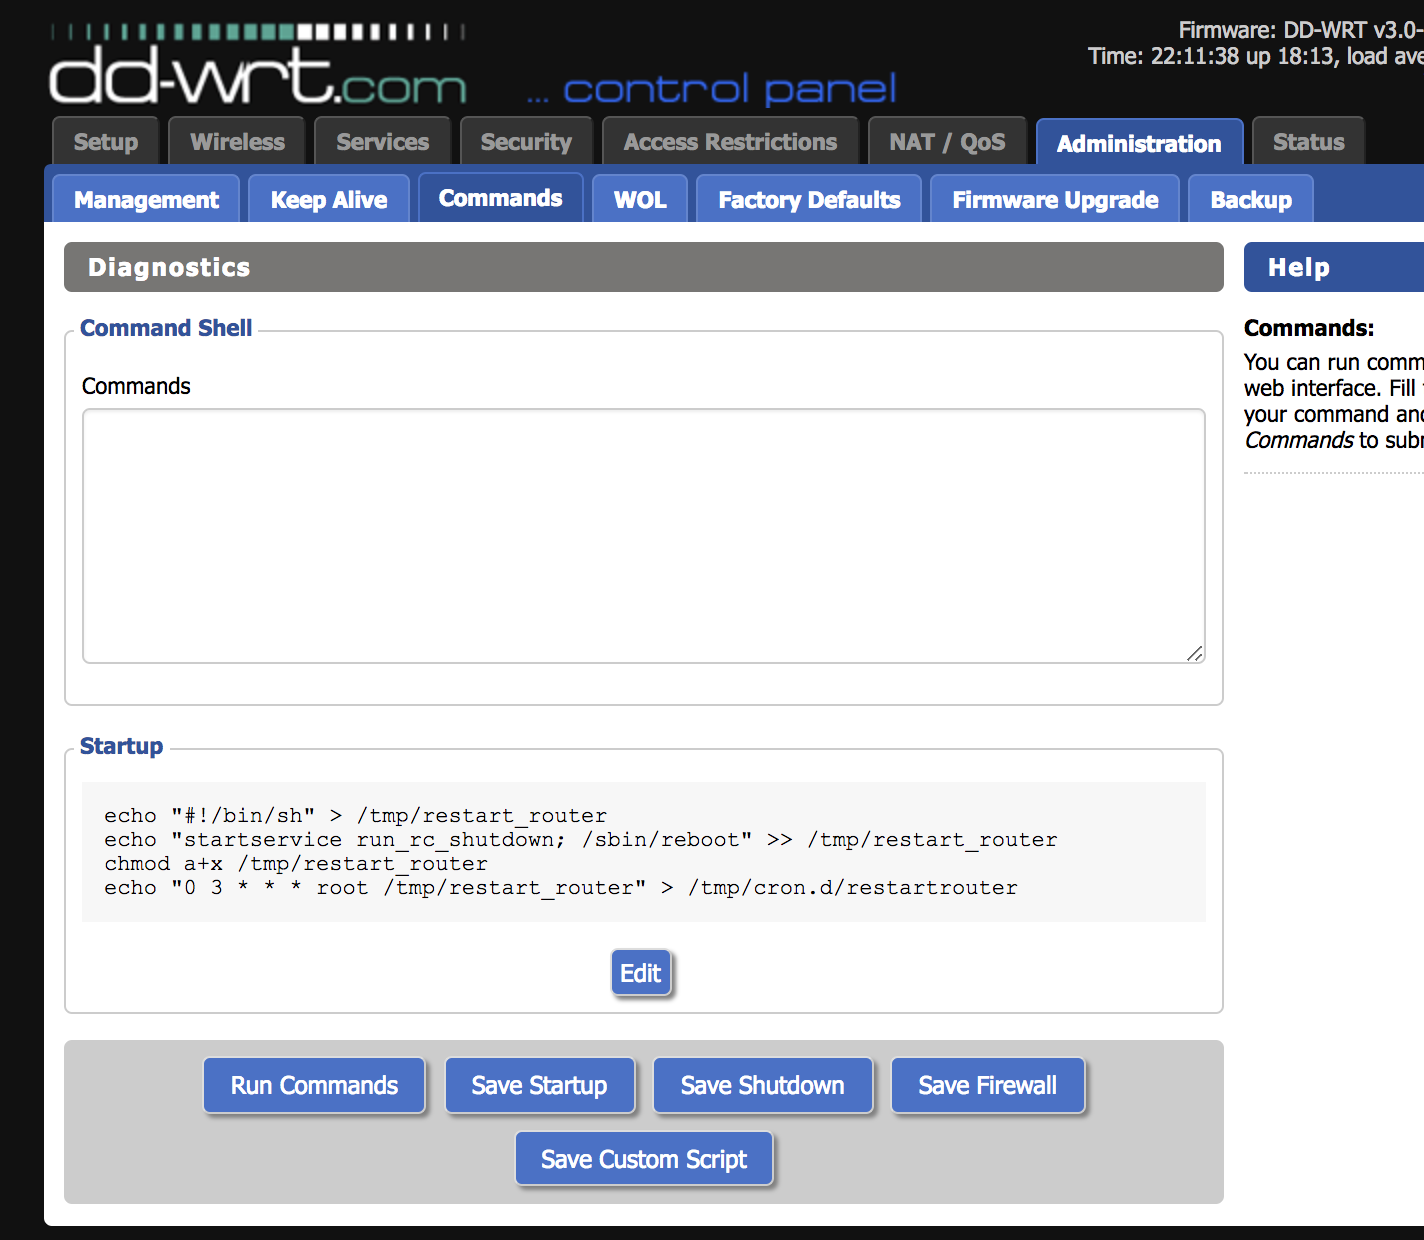 dd-wrt.com ... control panel
Firmware: DD-WRT v3.0-
Time: 22:11:38 up 18:13, load ave
Setup Wireless Services Security Access Restrictions NAT / QoS Administration Status
Management Keep Alive Commands WOL Factory Defaults Firmware Upgrade Backup
Diagnostics
Command Shell
Commands
Startup
echo "#!/bin/sh" > /tmp/restart_router
echo "startservice run_rc_shutdown; /sbin/reboot" >> /tmp/restart_router
chmod a+x /tmp/restart_router
echo "0 3 * * * root /tmp/restart_router" > /tmp/cron.d/restartrouter
Edit
Run Commands Save Startup Save Shutdown Save Firewall
Save Custom Script
Help
Commands:
You can run comm
web interface. Fill
your command and
Commands to subm